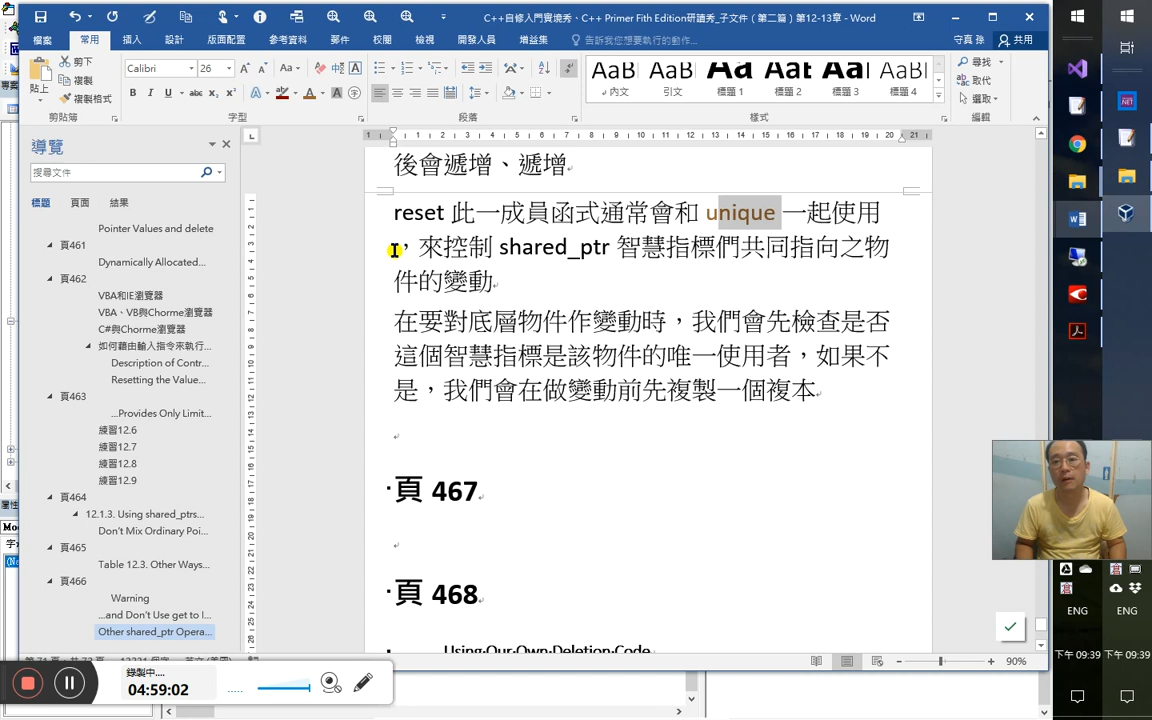 C++自修入門實境秀、C++ Primer Fith Edition研讀秀_子文件（第二篇）第12-13章 - Word
檔案 常用 插入 設計 版面配置 參考資料 郵件 校閱 檢視 開發人員 增益集 告訴我您想要執行的動作... 守真 孫 共用
貼上 剪下 複製 複製格式
Calibri 26
AaB AaB Aa Aat Aal AaBl
內文 引文 標題 1 標題 2 標題 3 標題 4
尋找 取代 選取
剪貼簿 字型 段落 樣式 編輯
導覽
搜尋文件
標題 頁面 結果
Pointer Values and delete
頁461
Dynamically Allocated...
頁462
VBA和IE瀏覽器
VBA、VB與Chorme瀏覽器
C#與Chorme瀏覽器
如何藉由輸入指令來執行...
Description of Contr...
Resetting the Value...
頁463
...Provides Only Limit...
練習12.6
練習12.7
練習12.8
練習12.9
頁464
12.1.3. Using shared_ptrs...
Don't Mix Ordinary Poi...
頁465
Table 12.3. Other Ways...
頁466
Warning
...and Don't Use get to I...
Other shared_ptr Opera...
後會遞增、遞增
reset 此一成員函式通常會和 unique 一起使用
，來控制 shared_ptr 智慧指標們共同指向之物
件的變動
在要對底層物件作變動時，我們會先檢查是否
這個智慧指標是該物件的唯一使用者，如果不
是，我們會在做變動前先複製一個複本
頁 467
頁 468
Using·Our·Own·Deletion·Code
90%
錄製中....
04:59:02
ENG ENG
下午 09:39 下午 09:39